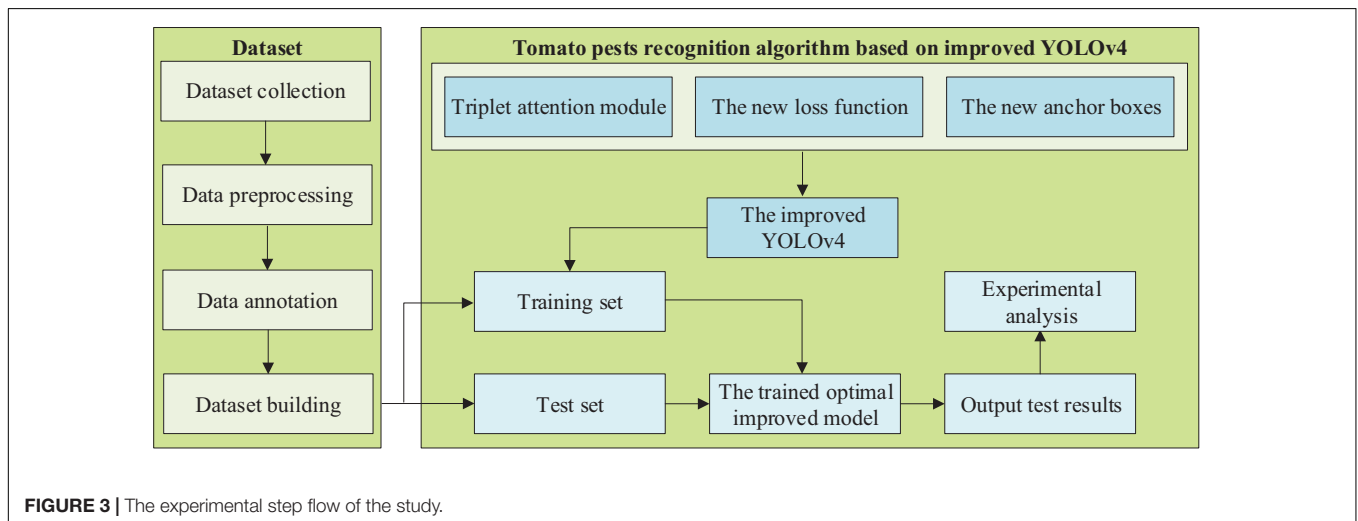 Dataset
Dataset collection
Data preprocessing
Data annotation
Dataset building
Tomato pests recognition algorithm based on improved YOLOv4
Triplet attention module
The new loss function
The new anchor boxes
The improved
YOLOv4
Training set
Experimental
analysis
Test set
The trained optimal
improved model
Output test results
FIGURE 3 | The experimental step flow of the study.